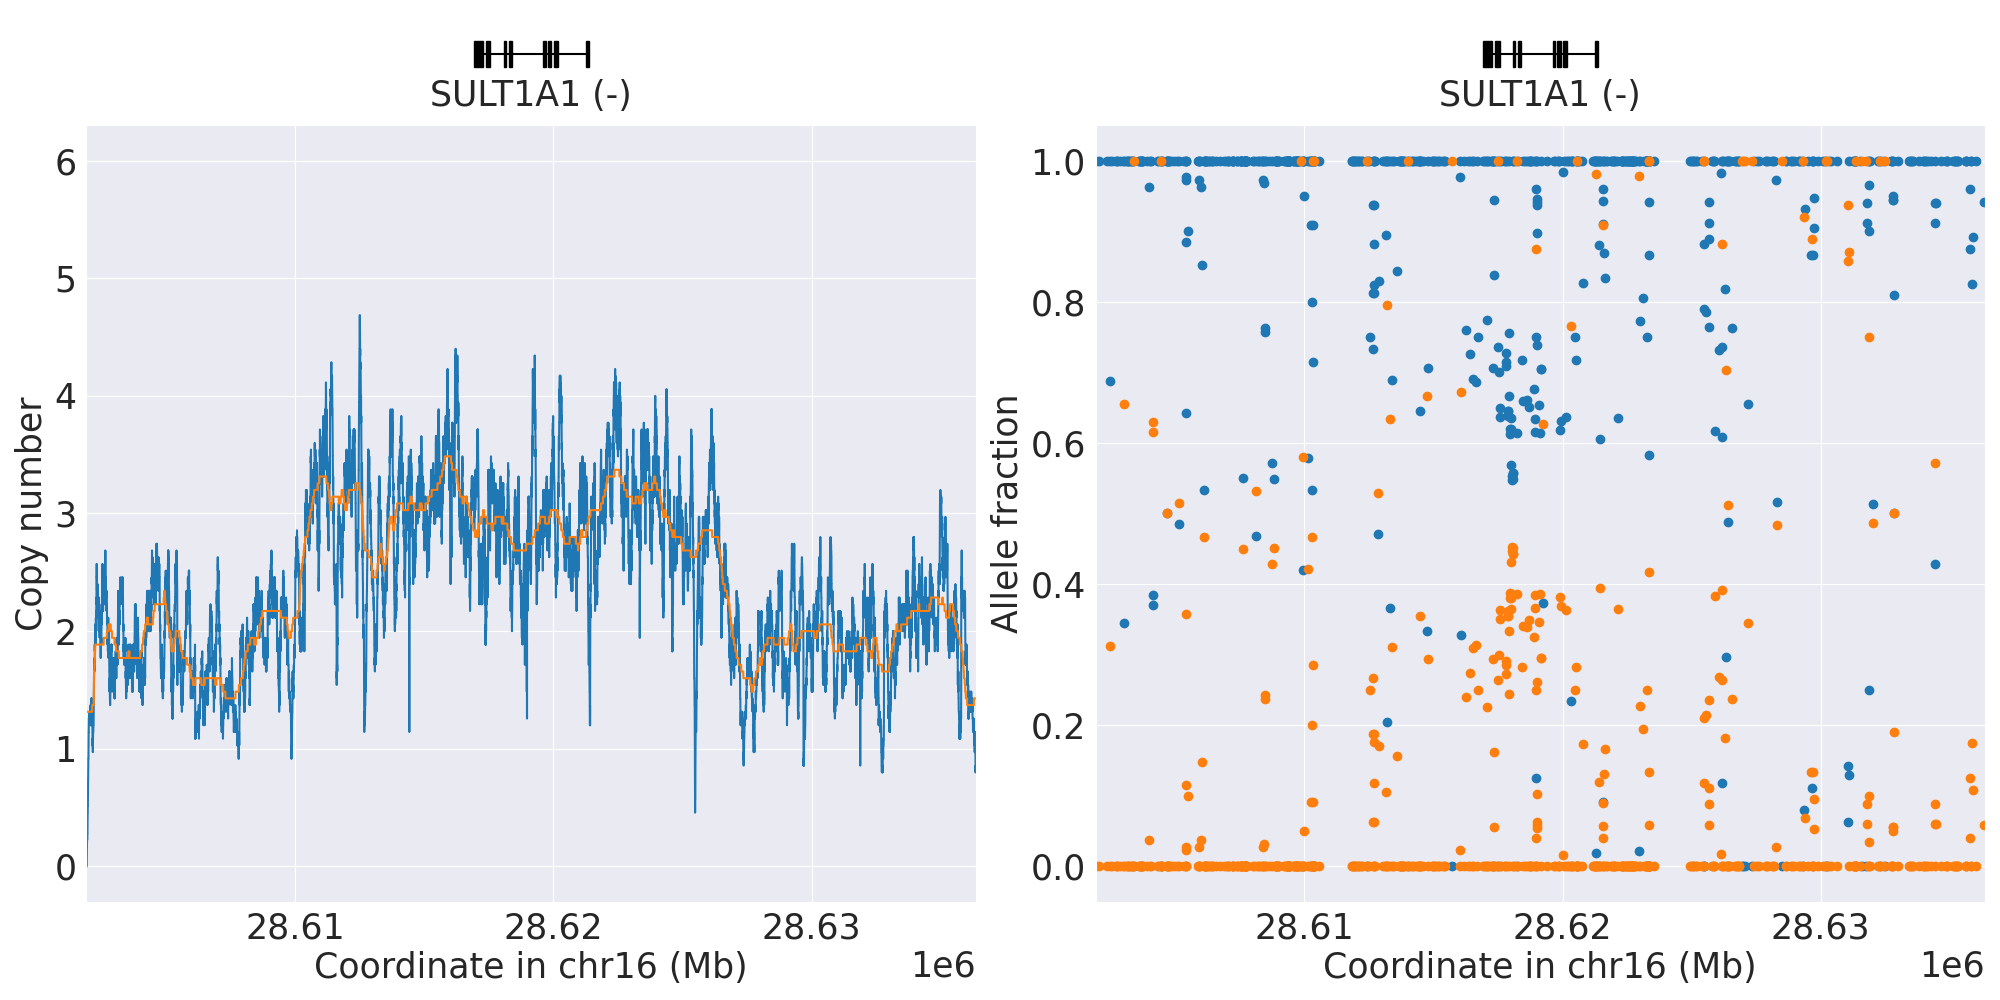 SULT1A1 (-)
Copy number
6
5
4
3
2
1
0
28.61
28.62
28.63
Coordinate in chr16 (Mb)
1e6
SULT1A1 (-)
Allele fraction
1.0
0.8
0.6
0.4
0.2
0.0
28.61
28.62
28.63
Coordinate in chr16 (Mb)
1e6